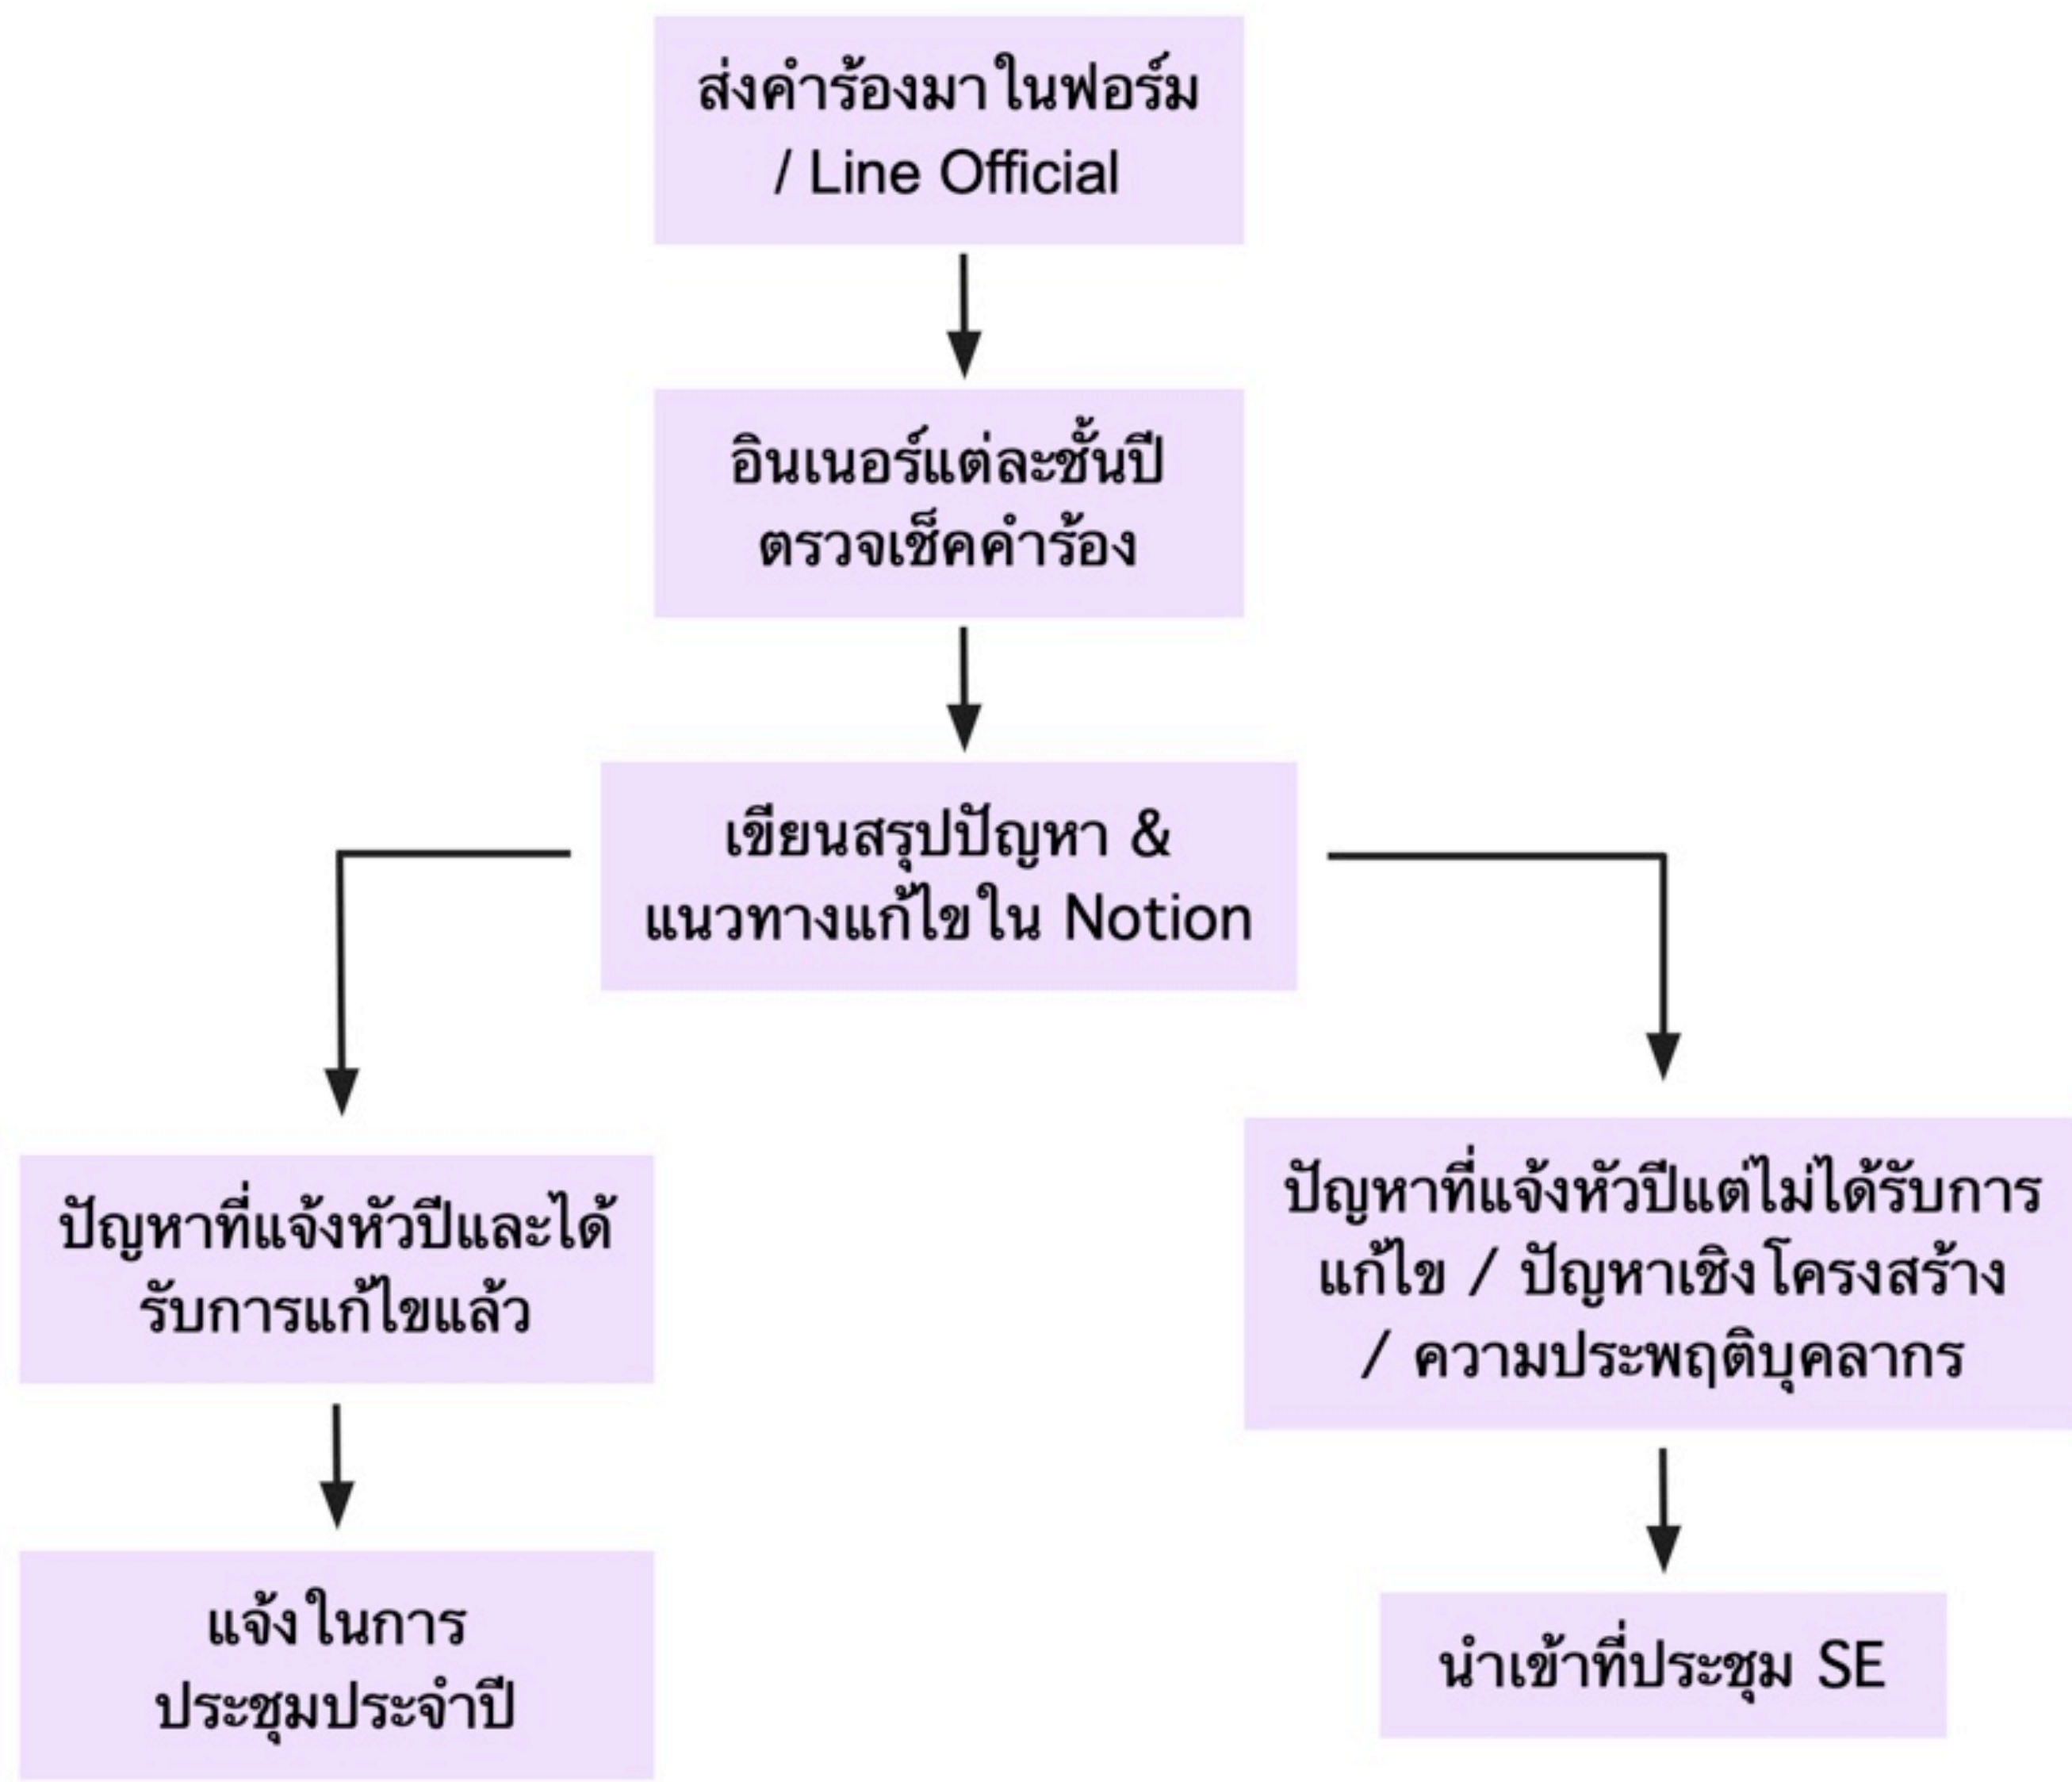 ส่งคำร้องมาในฟอร์ม
/ Line Official
อินเนอร์แต่ละชั้นปี
ตรวจเช็คคำร้อง
เขียนสรุปปัญหา &
แนวทางแก้ไขใน Notion
ปัญหาที่แจ้งหัวปีและได้
รับการแก้ไขแล้ว
ปัญหาที่แจ้งหัวปีแต่ไม่ได้รับการ
แก้ไข / ปัญหาเชิงโครงสร้าง
/ ความประพฤติบุคลากร
แจ้งในการ
ประชุมประจำปี
นำเข้าที่ประชุม SE